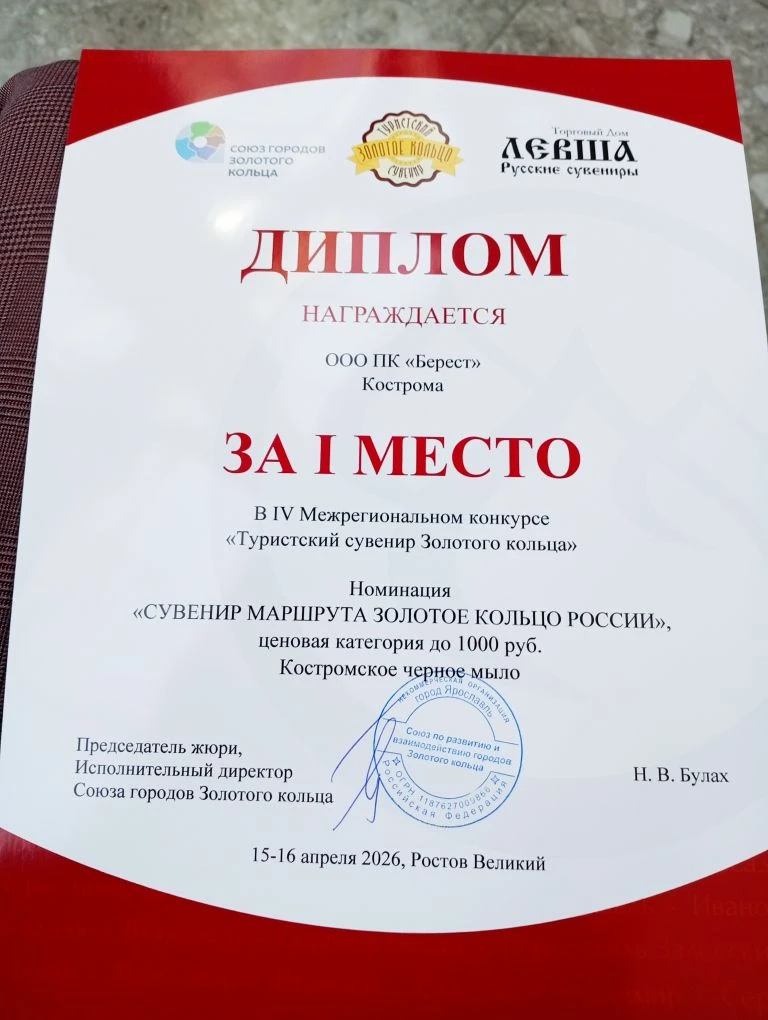 СОЮЗ ГОРОДОВ
ЗОЛОТОГО
КОЛЬЦА
ТУРИСТСКИЙ
ЗОЛОТОЕ КОЛЬЦО
СУВЕНИР
Торговый Дом
ЛЕВША
Русские сувениры
ДИПЛОМ
НАГРАЖДАЕТСЯ
ООО ПК «Берест»
Кострома
ЗА I МЕСТО
В IV Межрегиональном конкурсе
«Туристский сувенир Золотого кольца»
Номинация
«СУВЕНИР МАРШРУТА ЗОЛОТОЕ КОЛЬЦО РОССИИ»,
ценовая категория до 1000 руб.
Костромское черное мыло
НЕКОММЕРЧЕСКАЯ ОРГАНИЗАЦИЯ
город Ярославль
Союз по развитию и
взаимодействию городов
Золотого кольца
ОГРН
Российская Федерация
Председатель жюри,
Исполнительный директор
Союза городов Золотого кольца
Н. В. Булах
15-16 апреля 2026, Ростов Великий